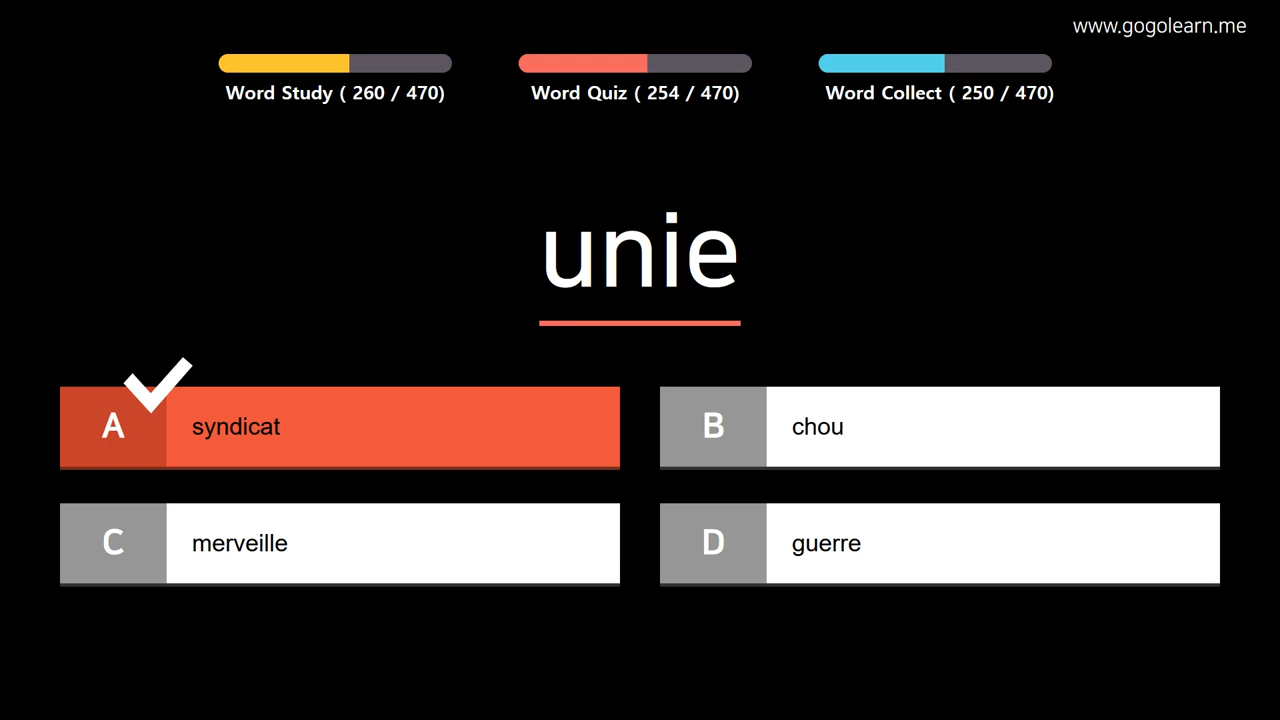 www.gogolearn.me
Word Study ( 260 / 470)
Word Quiz ( 254 / 470)
Word Collect ( 250 / 470)
unie
A syndicat
B chou
C merveille
D guerre